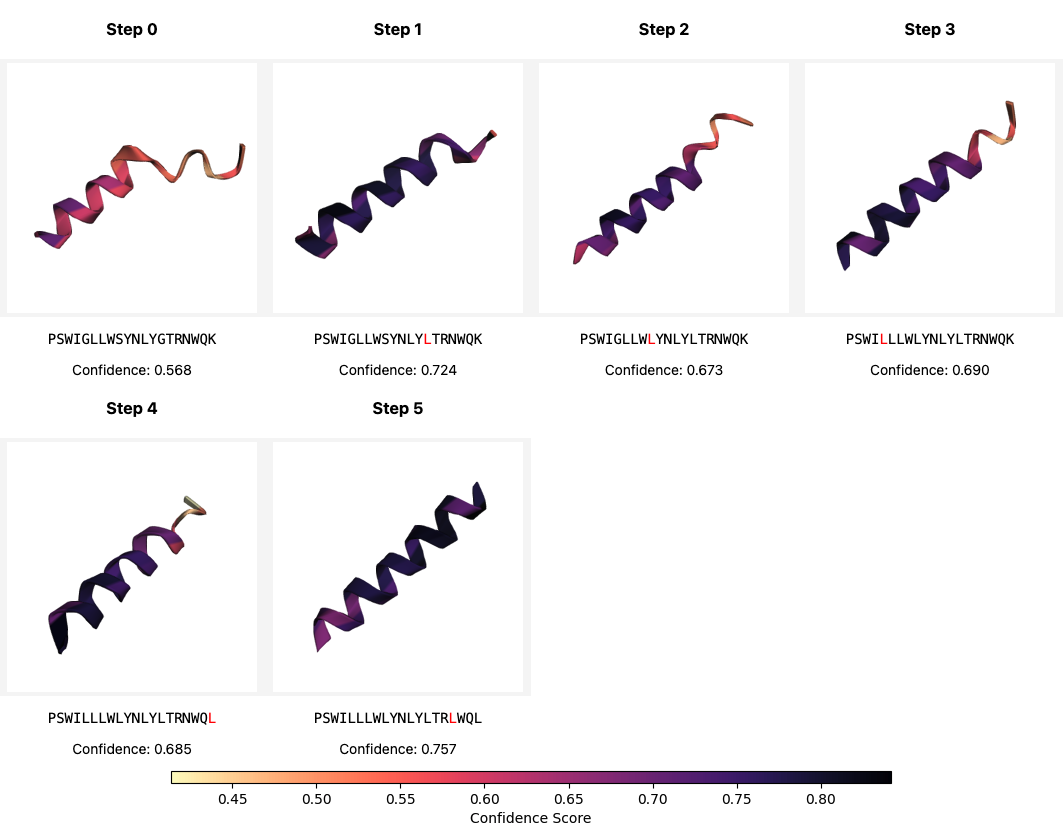 Step 0
Step 1
Step 2
Step 3
PSWIGLLWSYNLYGTRNWQK
PSWIGLLWSYNLYLTRNWQK
PSWIGLLWLYNLYLTRNWQK
PSWILLLWLYNLYLTRNWQK
Confidence: 0.568
Confidence: 0.724
Confidence: 0.673
Confidence: 0.690
Step 4
Step 5
PSWILLLWLYNLYLTRNWQL
PSWILLLWLYNLYLTRLWQL
Confidence: 0.685
Confidence: 0.757
0.45 0.50 0.55 0.60 0.65 0.70 0.75 0.80
Confidence Score